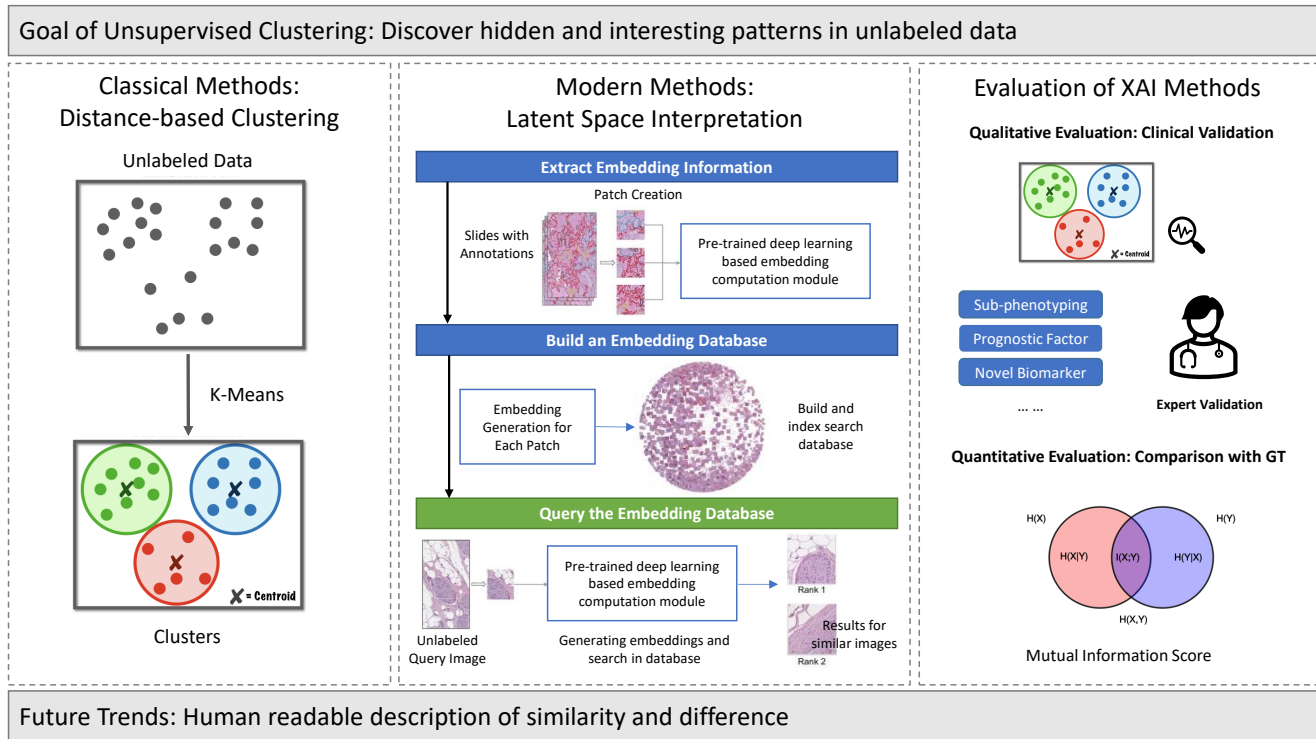 Goal of Unsupervised Clustering: Discover hidden and interesting patterns in unlabeled data
Classical Methods:
Distance-based Clustering
Unlabeled Data
K-Means
✘ = Centroid
Clusters
Modern Methods:
Latent Space Interpretation
Extract Embedding Information
Patch Creation
Slides with
Annotations
Pre-trained deep learning
based embedding
computation module
Build an Embedding Database
Embedding
Generation for
Each Patch
Build and
index search
database
Query the Embedding Database
Pre-trained deep learning
based embedding
computation module
Rank 1
Unlabeled
Query Image
Generating embeddings and
search in database
Results for
similar images
Rank 2
Evaluation of XAI Methods
Qualitative Evaluation: Clinical Validation
✘ = Centroid
Sub-phenotyping
Prognostic Factor
Novel Biomarker
... ...
Expert Validation
Quantitative Evaluation: Comparison with GT
H(X)
H(Y)
H(X|Y)
I(X;Y)
H(Y|X)
H(X,Y)
Mutual Information Score
Future Trends: Human readable description of similarity and difference